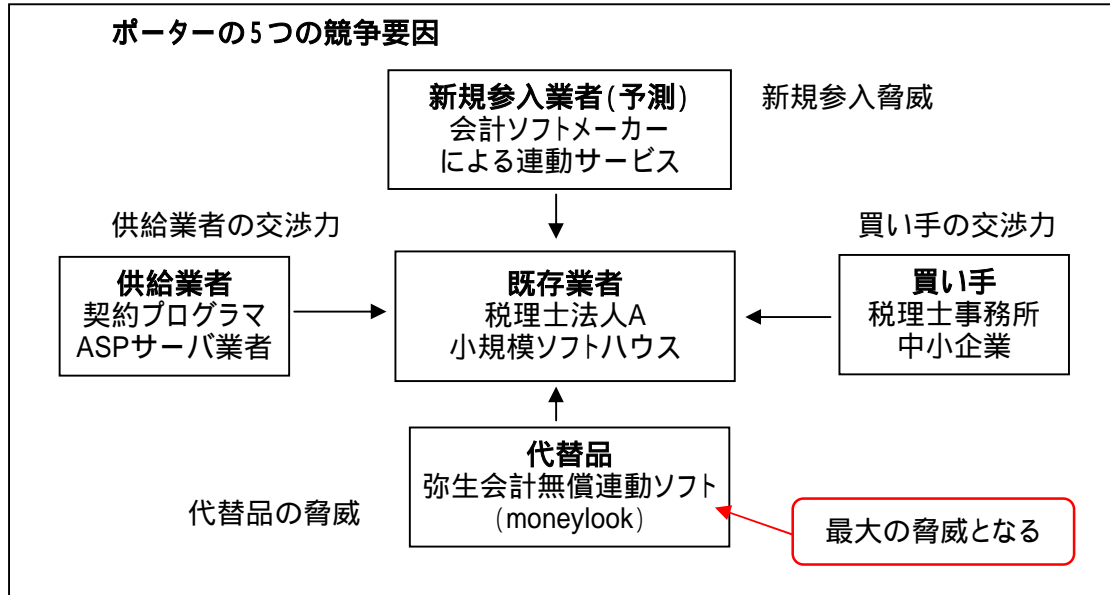 ポーターの5つの競争要因
新規参入業者(予測)
会計ソフトメーカー
による連動サービス
新規参入脅威
供給業者の交渉力
買い手の交渉力
供給業者
契約プログラマ
ASPサーバ業者
既存業者
税理士法人A
小規模ソフトハウス
買い手
税理士事務所
中小企業
代替品
弥生会計無償連動ソフト
(moneylook)
代替品の脅威
最大の脅威となる